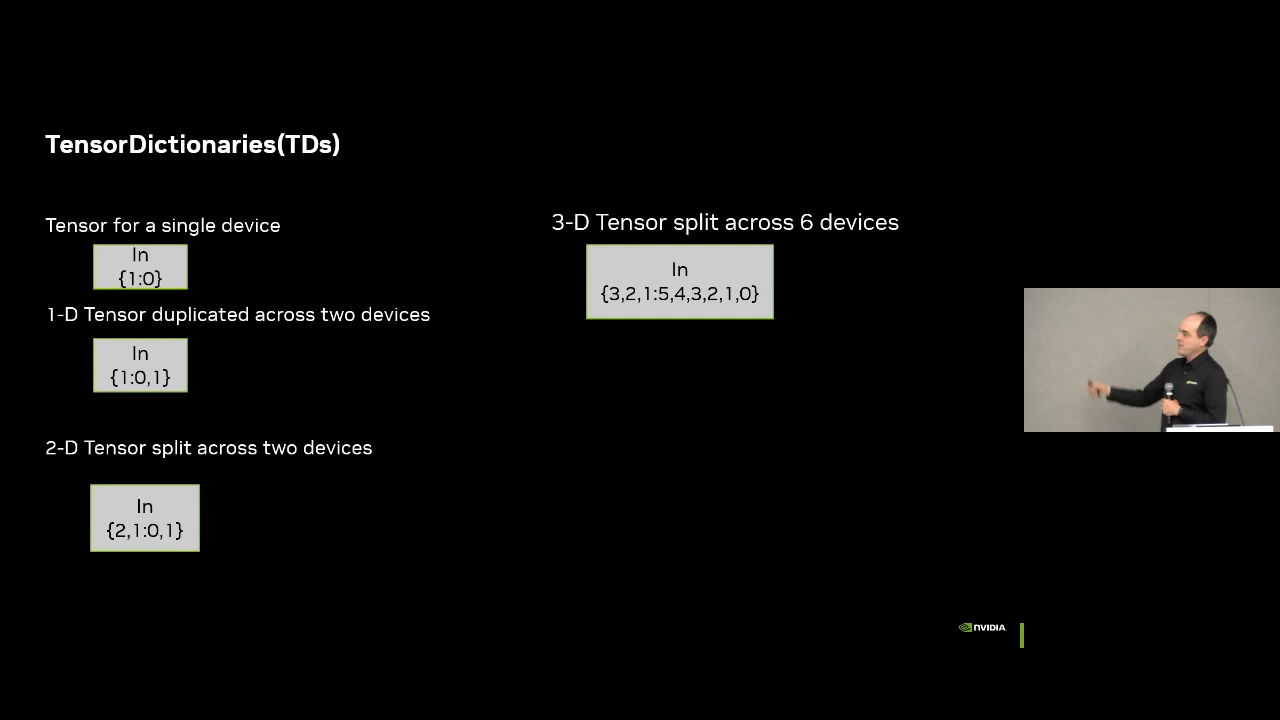 TensorDictionaries(TDs)
Tensor for a single device
In
{1:0}
1-D Tensor duplicated across two devices
In
{1:0,1}
2-D Tensor split across two devices
In
{2,1:0,1}
3-D Tensor split across 6 devices
In
{3,2,1:5,4,3,2,1,0}
NVIDIA